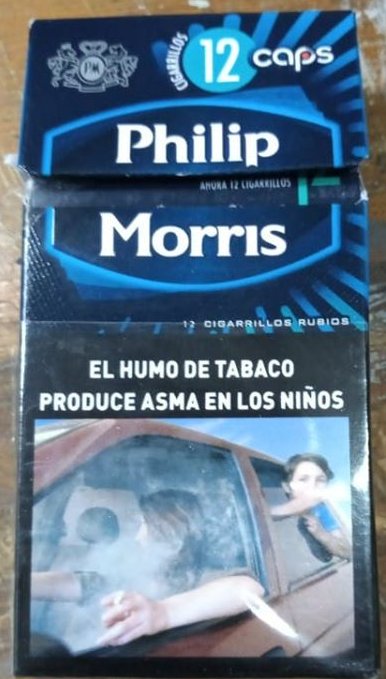 CIGARRILLOS 12 caps
PM
Philip
AHORA 12 CIGARRILLOS
Morris
12 CIGARRILLOS RUBIOS
EL HUMO DE TABACO
PRODUCE ASMA EN LOS NIÑOS